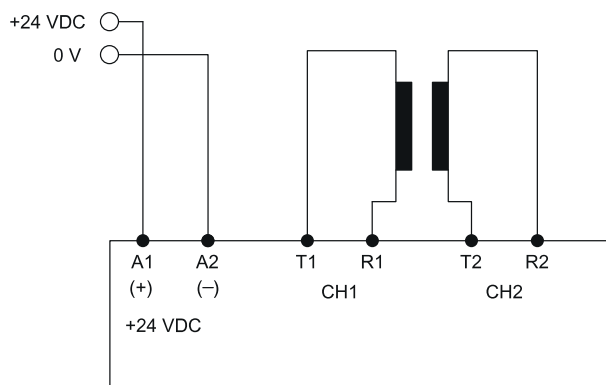 +24 VDC
0 V
A1 A2 T1 R1 T2 R2
(+) (–) CH1 CH2
+24 VDC